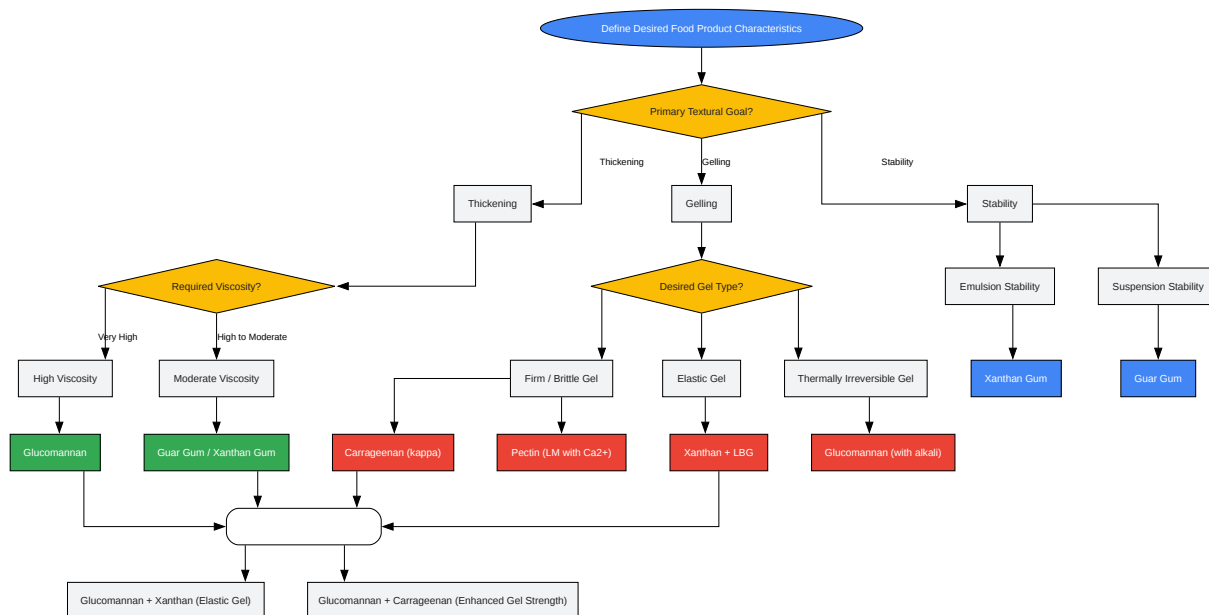 Define Desired Food Product Characteristics
Primary Textural Goal?
Thickening
Gelling
Stability
Thickening
Gelling
Stability
Required Viscosity?
Desired Gel Type?
Emulsion Stability
Suspension Stability
Very High
High to Moderate
High Viscosity
Moderate Viscosity
Firm / Brittle Gel
Elastic Gel
Thermally Irreversible Gel
Xanthan Gum
Guar Gum
Glucomannan
Guar Gum / Xanthan Gum
Carrageenan (kappa)
Pectin (LM with Ca2+)
Xanthan + LBG
Glucomannan (with alkali)
Glucomannan + Xanthan (Elastic Gel)
Glucomannan + Carrageenan (Enhanced Gel Strength)